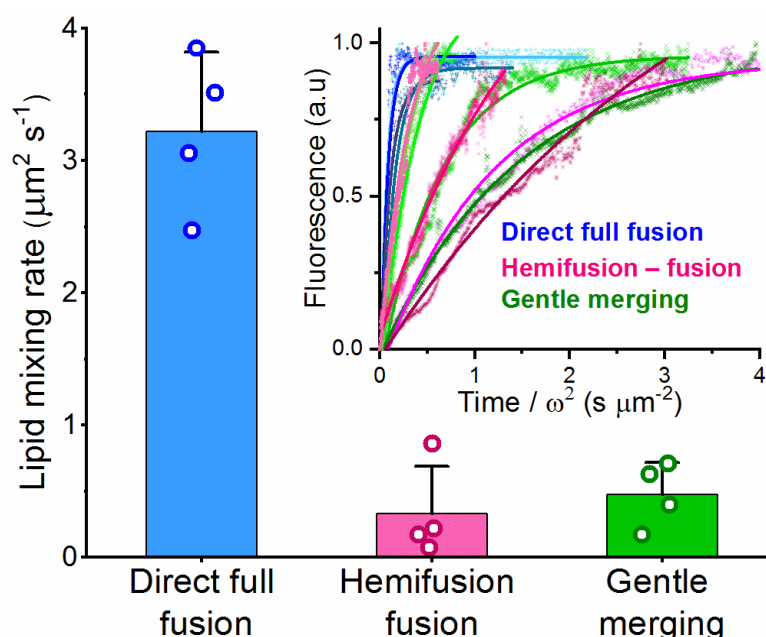 Lipid mixing rate (μm² s⁻¹)
4
3
2
1
0
Direct full
fusion
Hemifusion
fusion
Gentle
merging
Fluorescence (a.u)
1.0
0.5
0.0
Direct full fusion
Hemifusion – fusion
Gentle merging
0
1
2
3
4
Time / ω² (s μm⁻²)